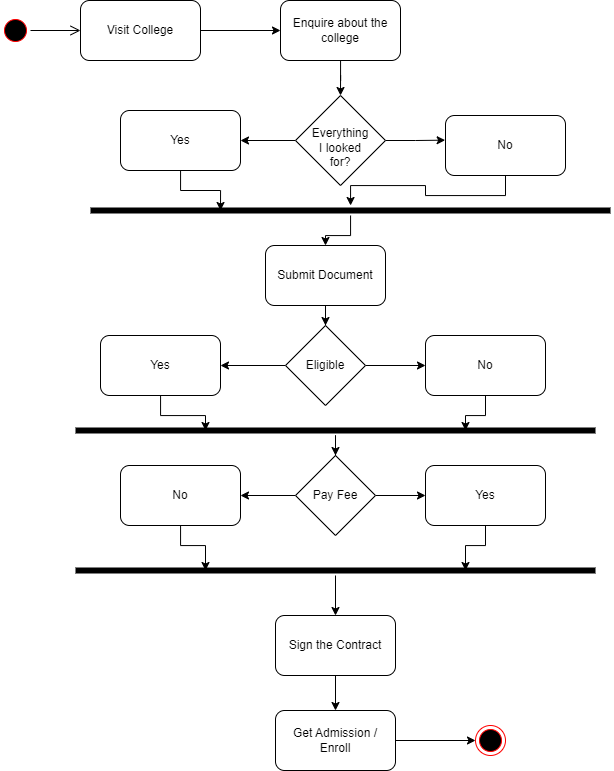 Visit College
Enquire about the
college
Everything
I looked
for?
Yes
No
Submit Document
Yes
Eligible
No
No
Pay Fee
Yes
Sign the Contract
Get Admission /
Enroll